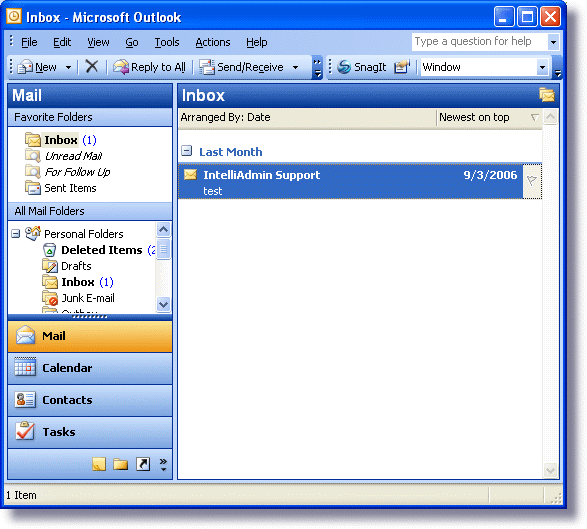 Inbox - Microsoft Outlook
File Edit View Go Tools Actions Help Type a question for help
New Reply to All Send/Receive SnagIt Window
Mail
Favorite Folders
Inbox (1)
Unread Mail
For Follow Up
Sent Items
All Mail Folders
Personal Folders
Deleted Items (2
Drafts
Inbox (1)
Junk E-mail
Outbox
Mail
Calendar
Contacts
Tasks
Inbox
Arranged By: Date Newest on top
Last Month
IntelliAdmin Support 9/3/2006
test
1 Item